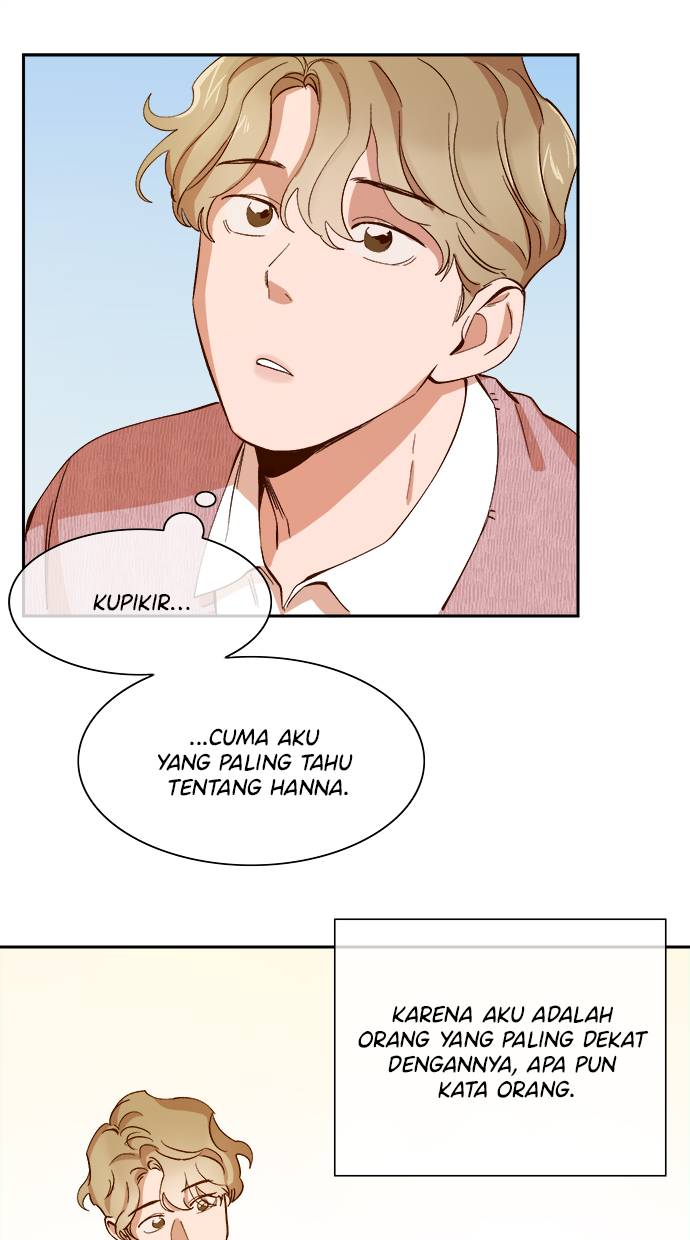 KUPIKIR...
...CUMA AKU
YANG PALING TAHU
TENTANG HANNA.
KARENA AKU ADALAH
ORANG YANG PALING DEKAT
DENGANNYA, APA PUN
KATA ORANG.